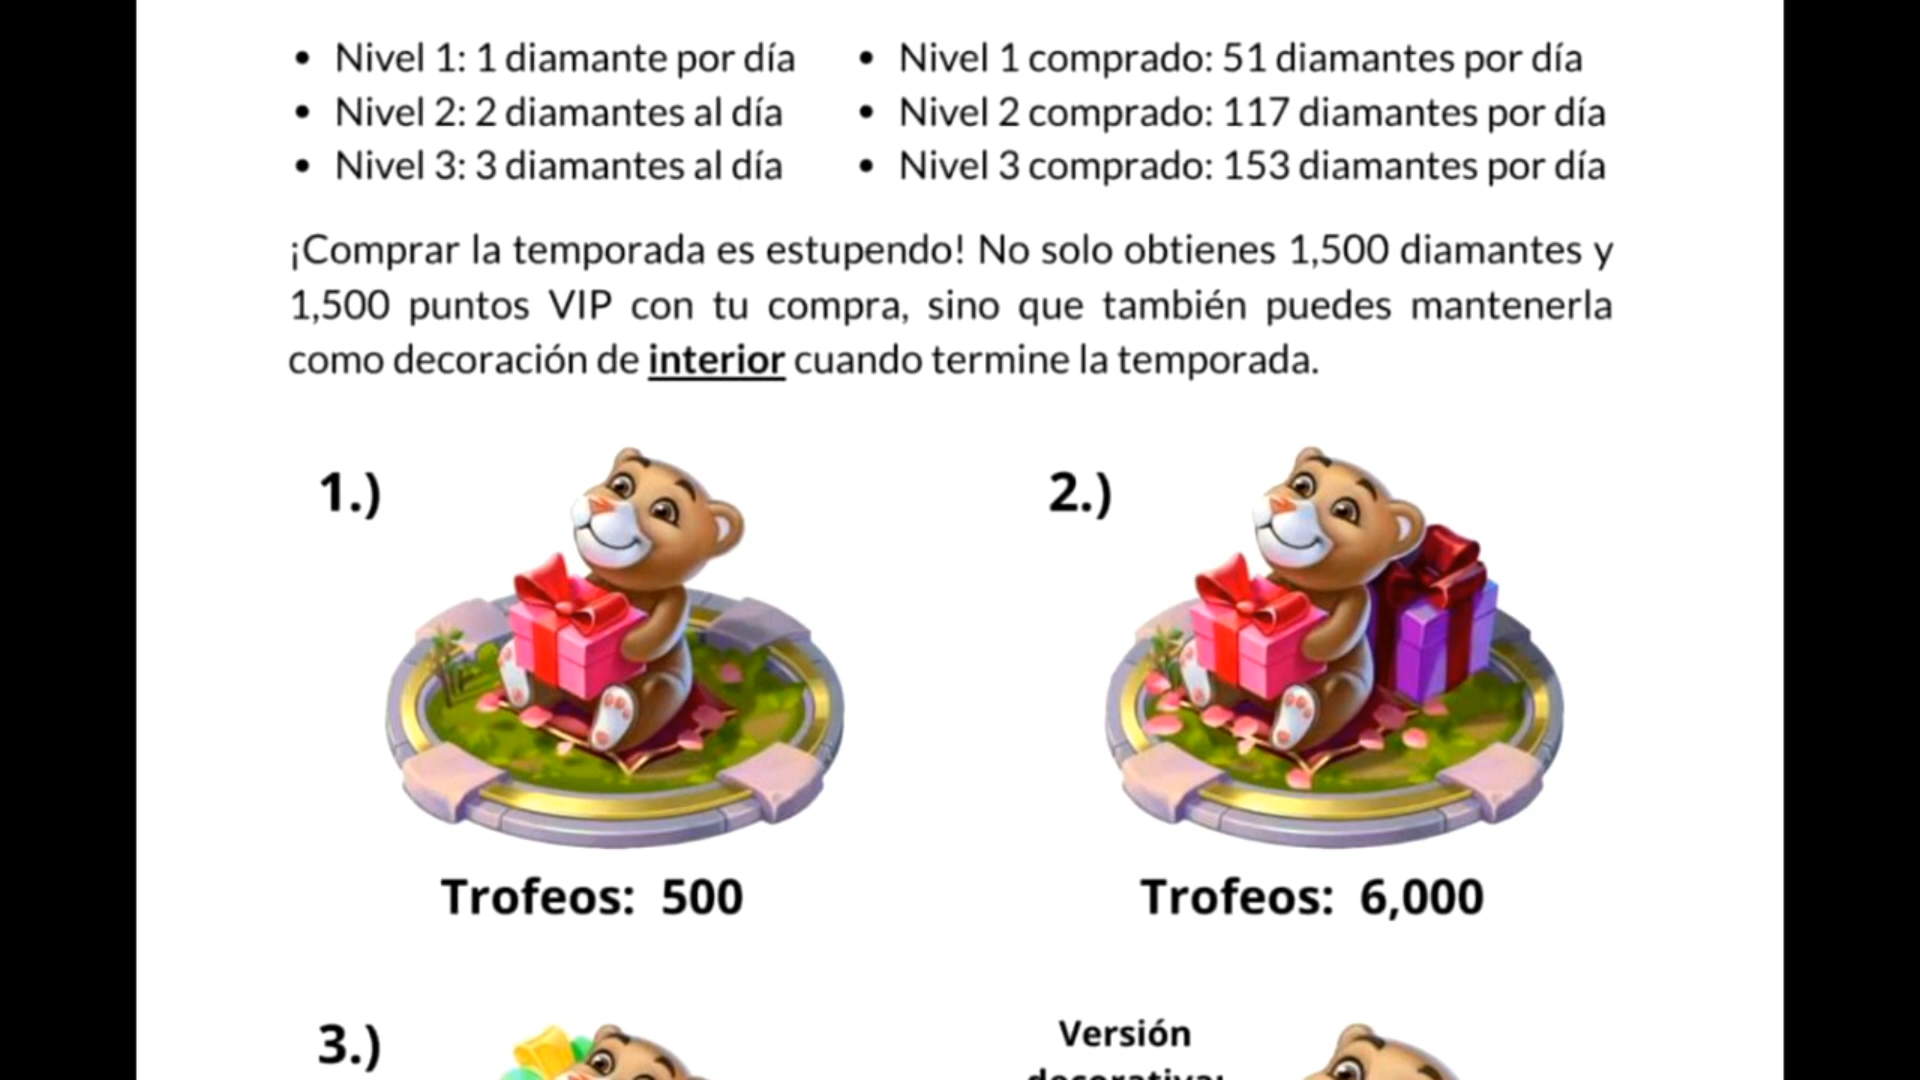 • Nivel 1: 1 diamante por día
• Nivel 2: 2 diamantes al día
• Nivel 3: 3 diamantes al día
• Nivel 1 comprado: 51 diamantes por día
• Nivel 2 comprado: 117 diamantes por día
• Nivel 3 comprado: 153 diamantes por día
¡Comprar la temporada es estupendo! No solo obtienes 1,500 diamantes y
1,500 puntos VIP con tu compra, sino que también puedes mantenerla
como decoración de interior cuando termine la temporada.
1.)
2.)
Trofeos: 500
Trofeos: 6,000
3.)
Versión
decorativa: